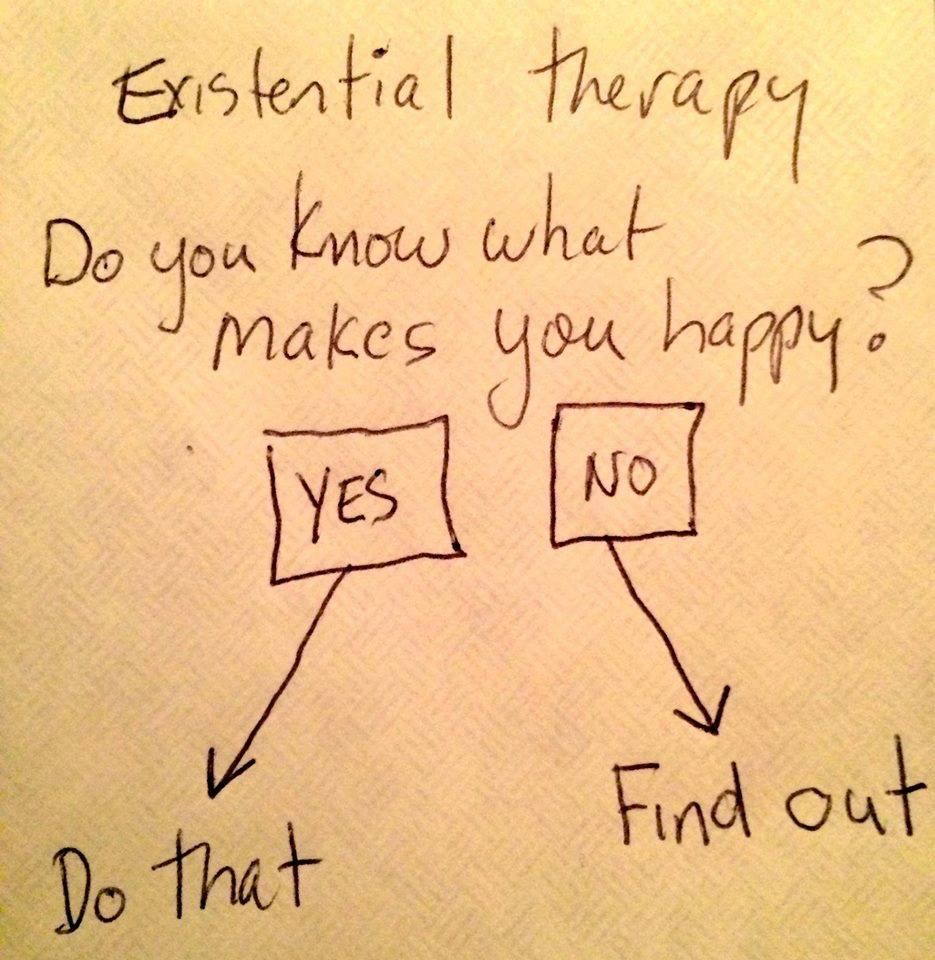 Existential therapy
Do you know what
makes you happy?
YES
NO
Do that
Find out